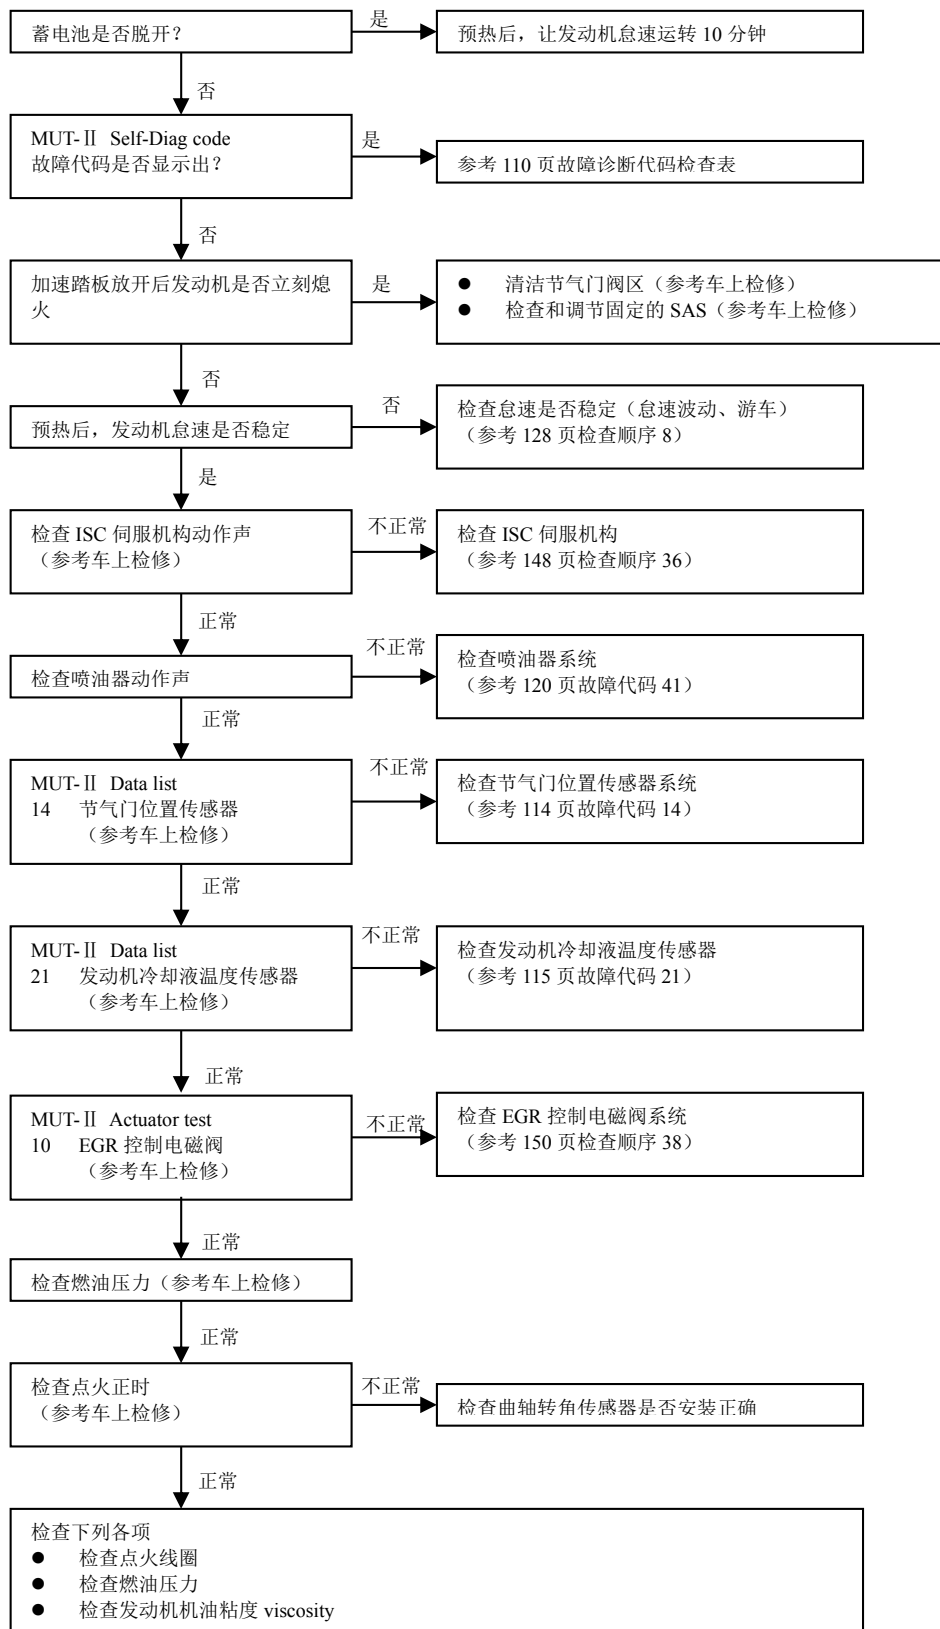 蓄电池是否脱开？
是
预热后，让发动机怠速运转 10 分钟
否
MUT-Ⅱ Self-Diag code
故障代码是否显示出？
是
参考 110 页故障诊断代码检查表
否
加速踏板放开后发动机是否立刻熄
火
是
● 清洁节气门阀区（参考车上检修）
● 检查和调节固定的 SAS（参考车上检修）
否
预热后，发动机怠速是否稳定
否
检查怠速是否稳定（怠速波动、游车）
（参考 128 页检查顺序 8）
是
检查 ISC 伺服机构动作声
（参考车上检修）
不正常
检查 ISC 伺服机构
（参考 148 页检查顺序 36）
正常
检查喷油器动作声
不正常
检查喷油器系统
（参考 120 页故障代码 41）
正常
MUT-Ⅱ Data list
14 节气门位置传感器
（参考车上检修）
不正常
检查节气门位置传感器系统
（参考 114 页故障代码 14）
正常
MUT-Ⅱ Data list
21 发动机冷却液温度传感器
（参考车上检修）
不正常
检查发动机冷却液温度传感器
（参考 115 页故障代码 21）
正常
MUT-Ⅱ Actuator test
10 EGR 控制电磁阀
（参考车上检修）
不正常
检查 EGR 控制电磁阀系统
（参考 150 页检查顺序 38）
正常
检查燃油压力（参考车上检修）
正常
检查点火正时
（参考车上检修）
不正常
检查曲轴转角传感器是否安装正确
正常
检查下列各项
● 检查点火线圈
● 检查燃油压力
● 检查发动机机油粘度 viscosity